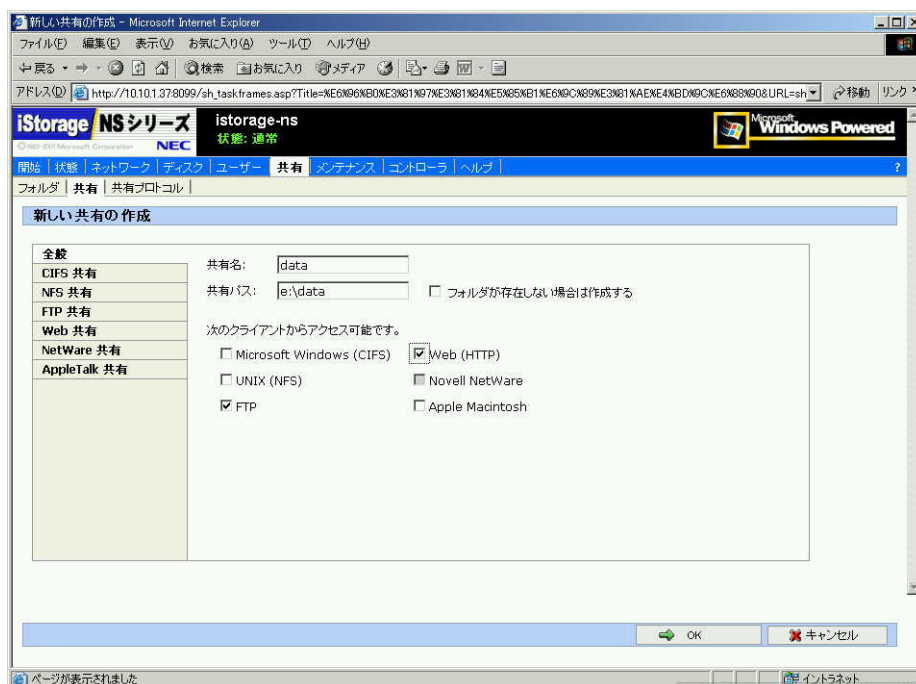 新しい共有の作成 - Microsoft Internet Explorer
ファイル(F) 編集(E) 表示(V) お気に入り(A) ツール(T) ヘルプ(H)
戻る 検索 お気に入り メディア
アドレス(D) http://10.10.1.37:8099/sh_taskframes.asp?Title=%E6%96%B0%E3%81%97%E3%81%84%E5%85%B1%E6%9C%89%E3%81%AE%E4%BD%9C%E6%88%90&URL=sh 移動 リンク »
iStorage NSシリーズ
NEC
istorage-ns
状態: 通常
Microsoft Windows Powered
開始 | 状態 | ネットワーク | ディスク | ユーザー | 共有 | メンテナンス | コントローラ | ヘルプ | ?
フォルダ | 共有 | 共有プロトコル |
新しい共有の作成
全般
CIFS 共有
NFS 共有
FTP 共有
Web 共有
NetWare 共有
AppleTalk 共有
共有名: data
共有パス: e:\data フォルダが存在しない場合は作成する
次のクライアントからアクセス可能です。
Microsoft Windows (CIFS) Web (HTTP)
UNIX (NFS) Novell NetWare
FTP Apple Macintosh
OK キャンセル
ページが表示されました イントラネット